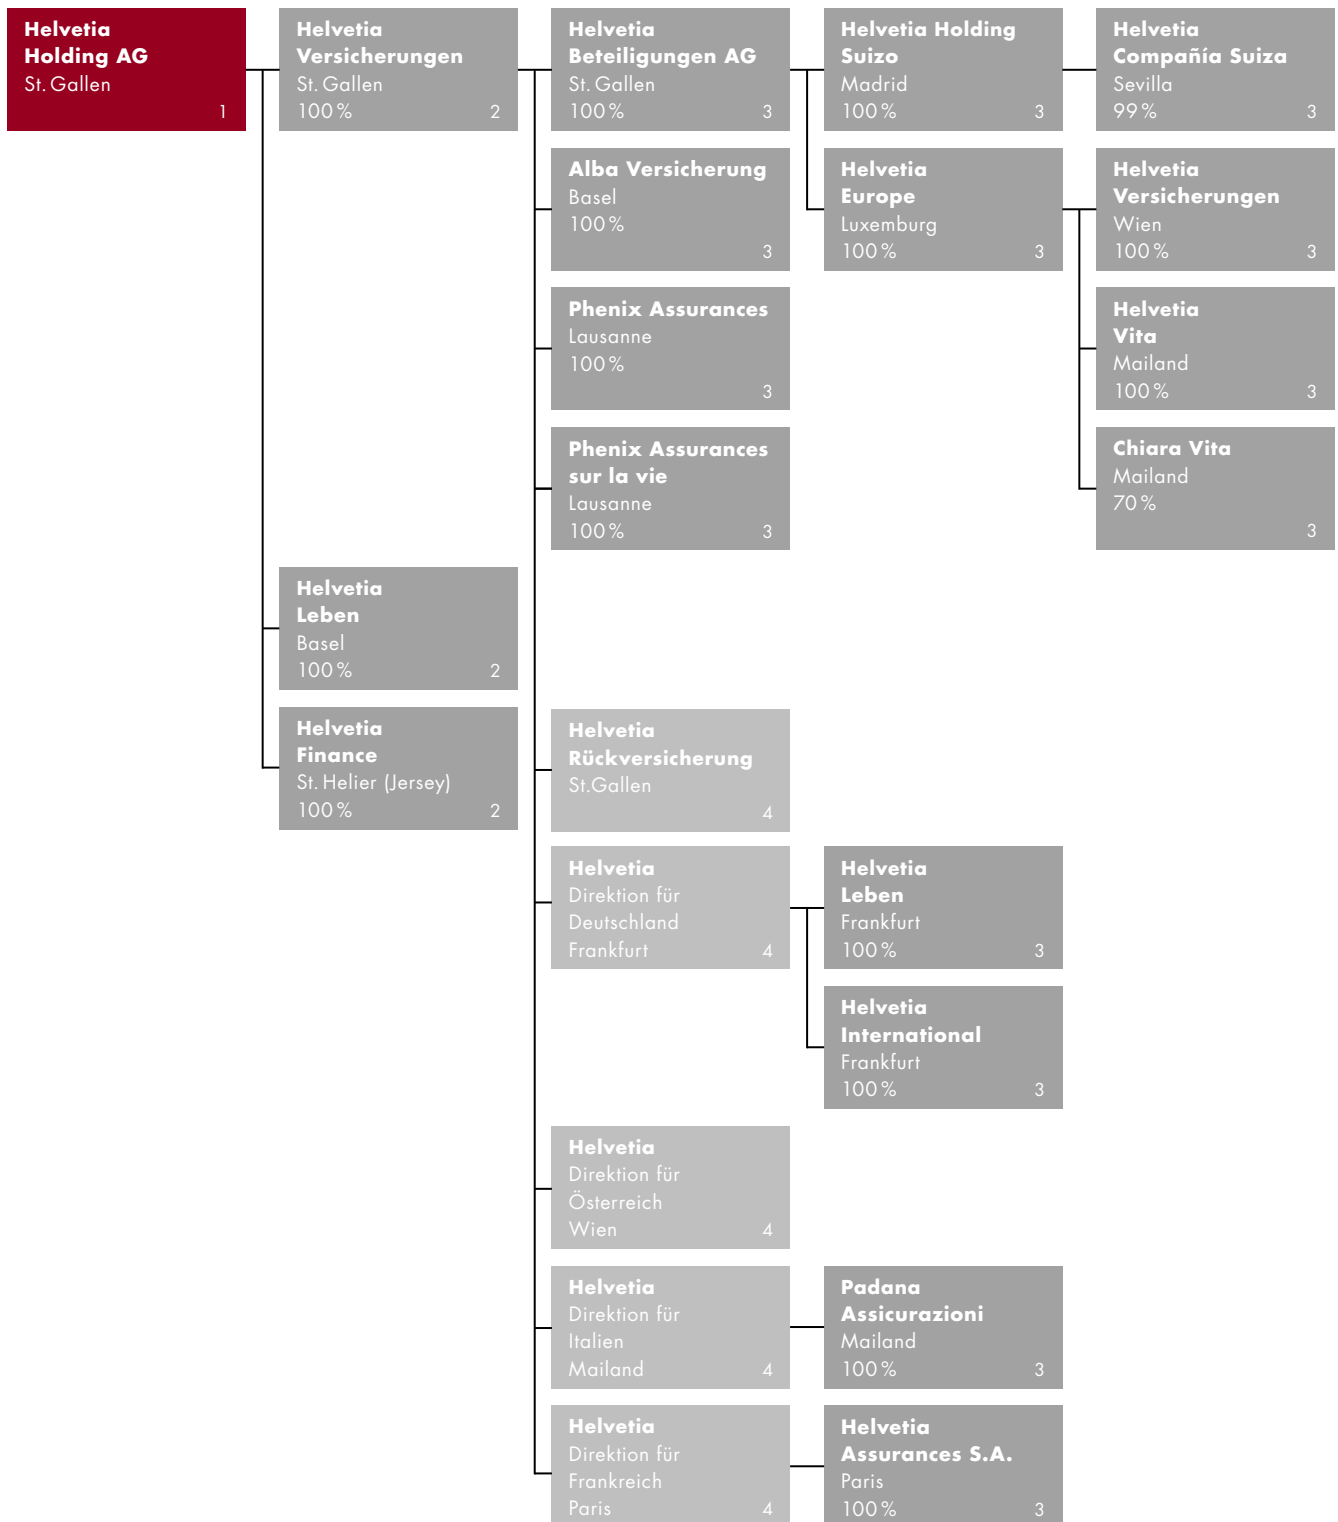 Helvetia
Holding AG
St. Gallen
1
Helvetia
Versicherungen
St. Gallen
100 % 2
Helvetia
Beteiligungen AG
St. Gallen
100 % 3
Helvetia Holding
Suizo
Madrid
100 % 3
Helvetia
Compañía Suiza
Sevilla
99 % 3
Alba Versicherung
Basel
100 %
3
Helvetia
Europe
Luxemburg
100 % 3
Helvetia
Versicherungen
Wien
100 % 3
Phenix Assurances
Lausanne
100 %
3
Helvetia
Vita
Mailand
100 % 3
Phenix Assurances
sur la vie
Lausanne
100 % 3
Chiara Vita
Mailand
70 %
3
Helvetia
Leben
Basel
100 % 2
Helvetia
Finance
St. Helier (Jersey)
100 % 2
Helvetia
Rückversicherung
St.Gallen
4
Helvetia
Direktion für
Deutschland
Frankfurt 4
Helvetia
Leben
Frankfurt
100 % 3
Helvetia
International
Frankfurt
100 % 3
Helvetia
Direktion für
Österreich
Wien 4
Helvetia
Direktion für
Italien
Mailand 4
Padana
Assicurazioni
Mailand
100 % 3
Helvetia
Direktion für
Frankreich
Paris 4
Helvetia
Assurances S.A.
Paris
100 % 3